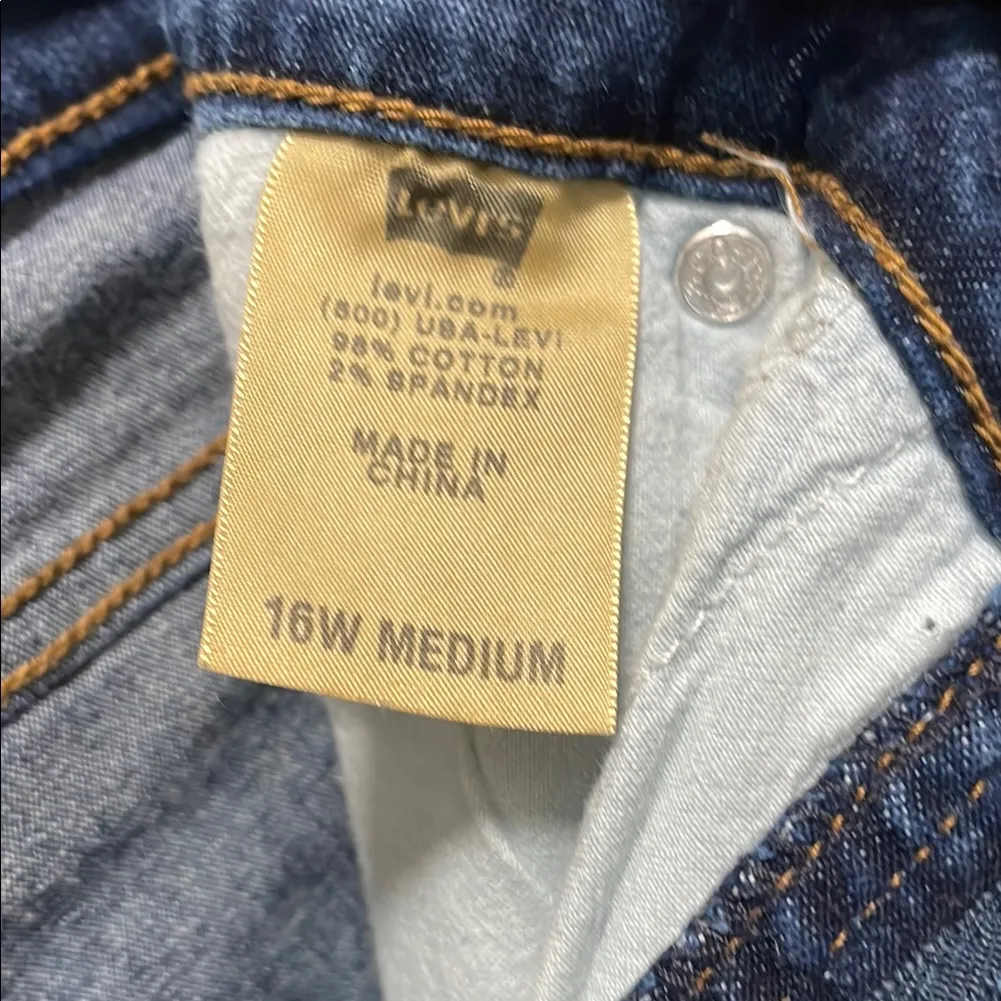 Levi's
levi.com
(800) USA-LEVI
98% COTTON
2% SPANDEX
MADE IN
CHINA
16W MEDIUM